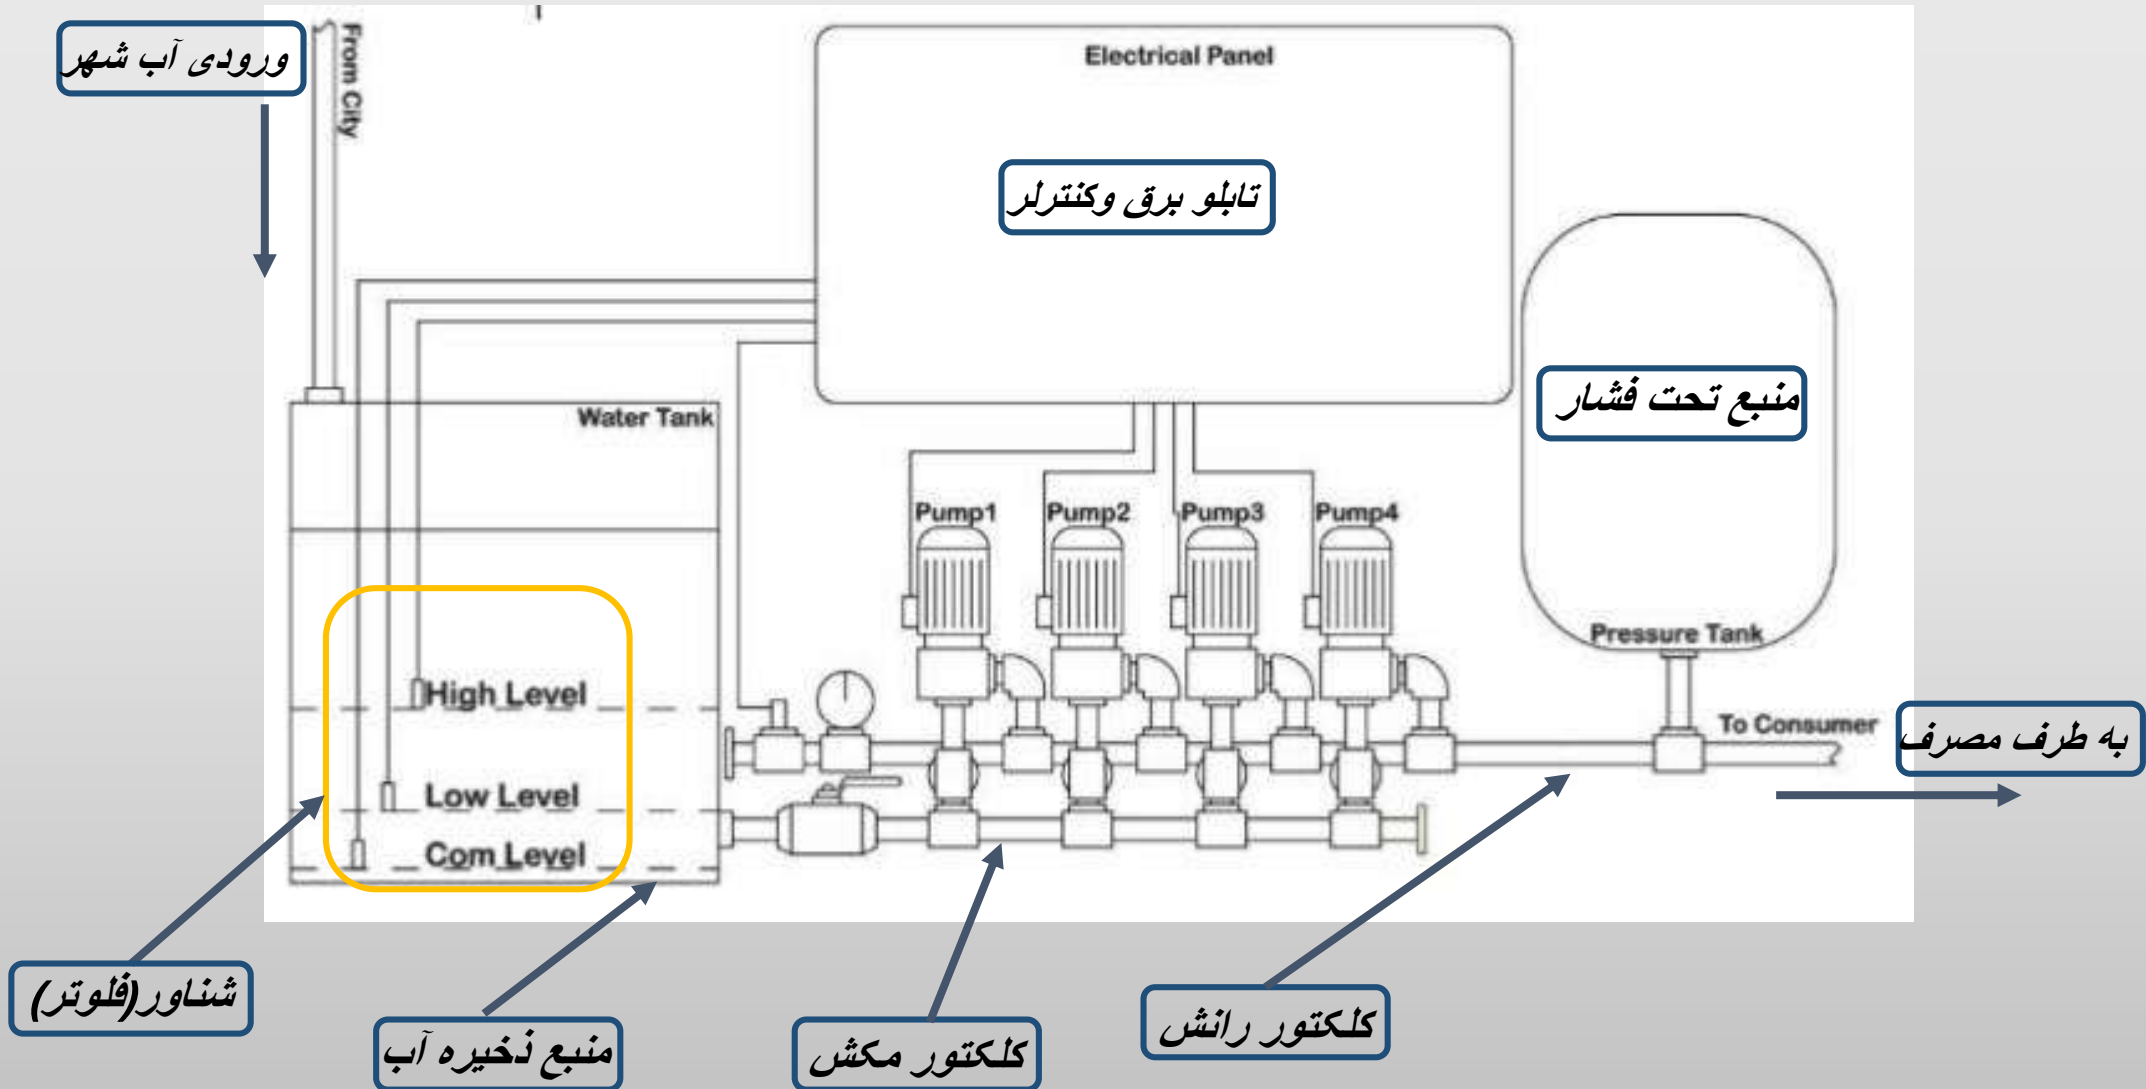 ورودی آب شهر
From City
Electrical Panel
تابلو برق وکنترلر
منبع تحت فشار
Water Tank
Pump1
Pump2
Pump3
Pump4
Pressure Tank
High Level
To Consumer
به طرف مصرف
Low Level
Com Level
شناور(فلوتر)
منبع ذخیره آب
کلکتور مکش
کلکتور رانش